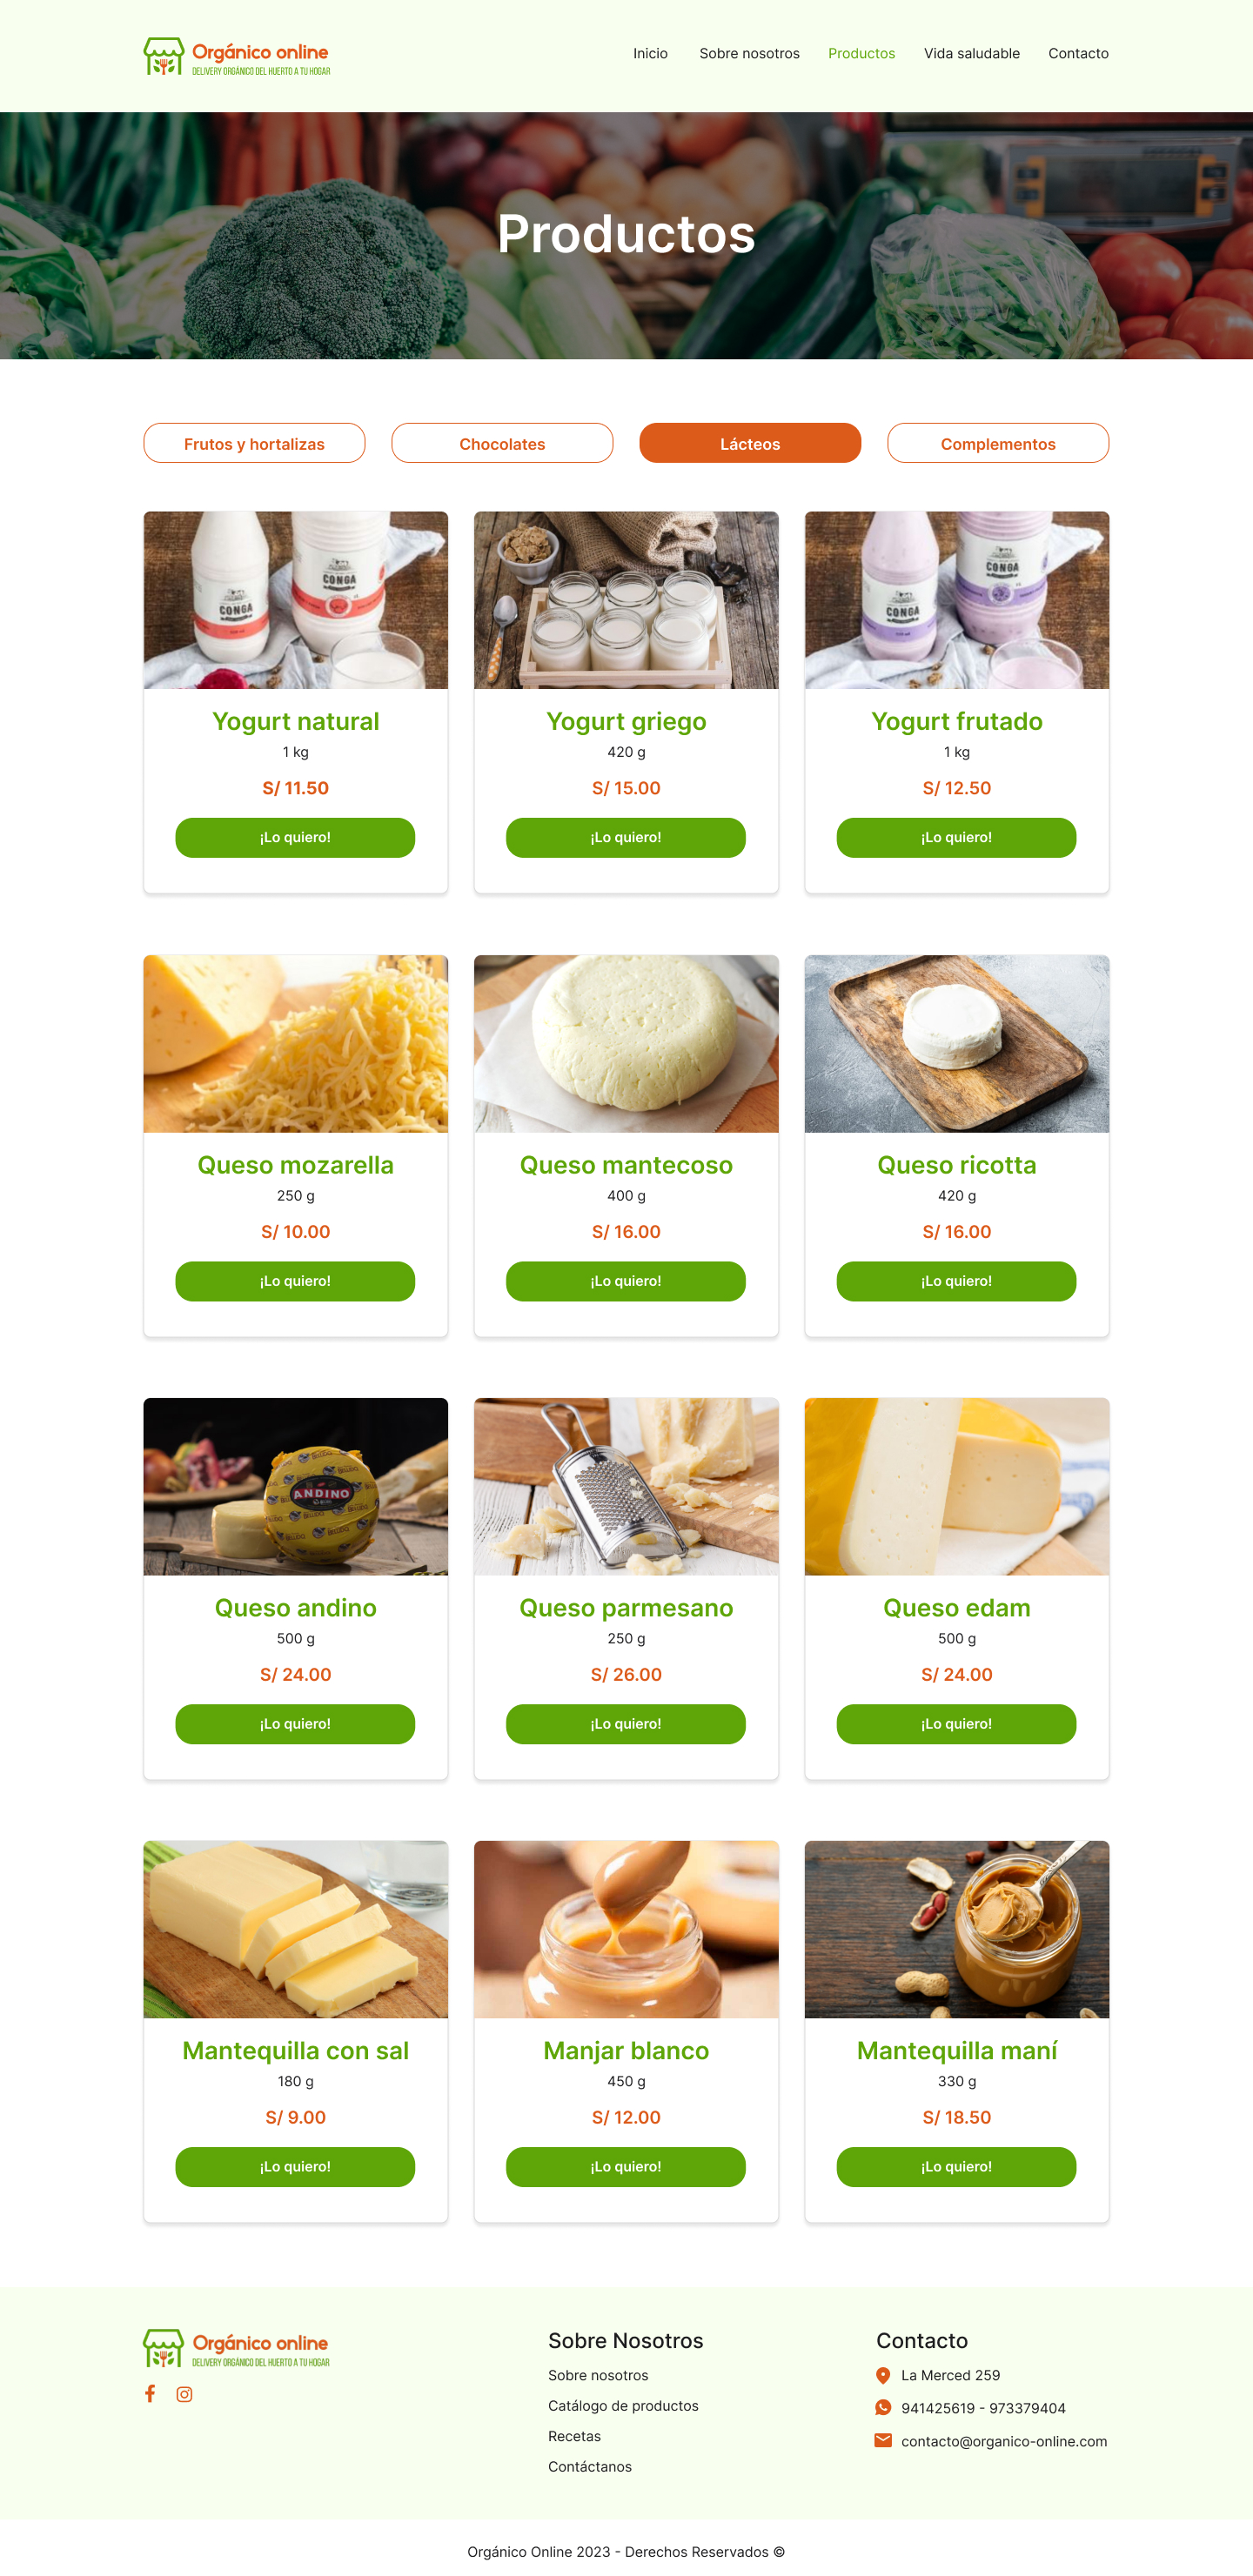 Orgánico online
DELIVERY ORGÁNICO DEL HUERTO A TU HOGAR
Inicio Sobre nosotros Productos Vida saludable Contacto
Productos
Frutos y hortalizas Chocolates Lácteos Complementos
CONGA
CONGA
CONGA
CONGA
Yogurt natural Yogurt griego Yogurt frutado
1 kg 420 g 1 kg
S/ 11.50 S/ 15.00 S/ 12.50
¡Lo quiero! ¡Lo quiero! ¡Lo quiero!
Queso mozarella Queso mantecoso Queso ricotta
250 g 400 g 420 g
S/ 10.00 S/ 16.00 S/ 16.00
¡Lo quiero! ¡Lo quiero! ¡Lo quiero!
ANDINO
Queso andino Queso parmesano Queso edam
500 g 250 g 500 g
S/ 24.00 S/ 26.00 S/ 24.00
¡Lo quiero! ¡Lo quiero! ¡Lo quiero!
Mantequilla con sal Manjar blanco Mantequilla maní
180 g 450 g 330 g
S/ 9.00 S/ 12.00 S/ 18.50
¡Lo quiero! ¡Lo quiero! ¡Lo quiero!
Orgánico online
DELIVERY ORGÁNICO DEL HUERTO A TU HOGAR
Sobre Nosotros
Sobre nosotros
Catálogo de productos
Recetas
Contáctanos
Contacto
La Merced 259
941425619 - 973379404
contacto@organico-online.com
Orgánico Online 2023 - Derechos Reservados ©